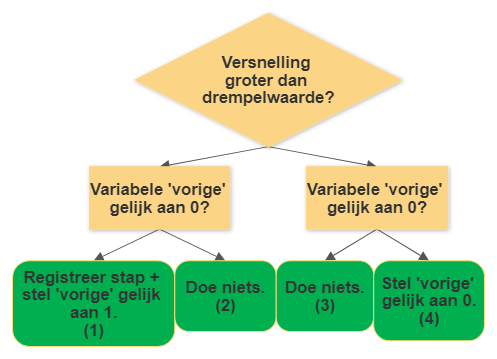 Versnelling
groter dan
drempelwaarde?
Variabele 'vorige'
gelijk aan 0?
Variabele 'vorige'
gelijk aan 0?
Registreer stap +
stel 'vorige' gelijk
aan 1.
(1)
Doe niets.
(2)
Doe niets.
(3)
Stel 'vorige'
gelijk aan 0.
(4)